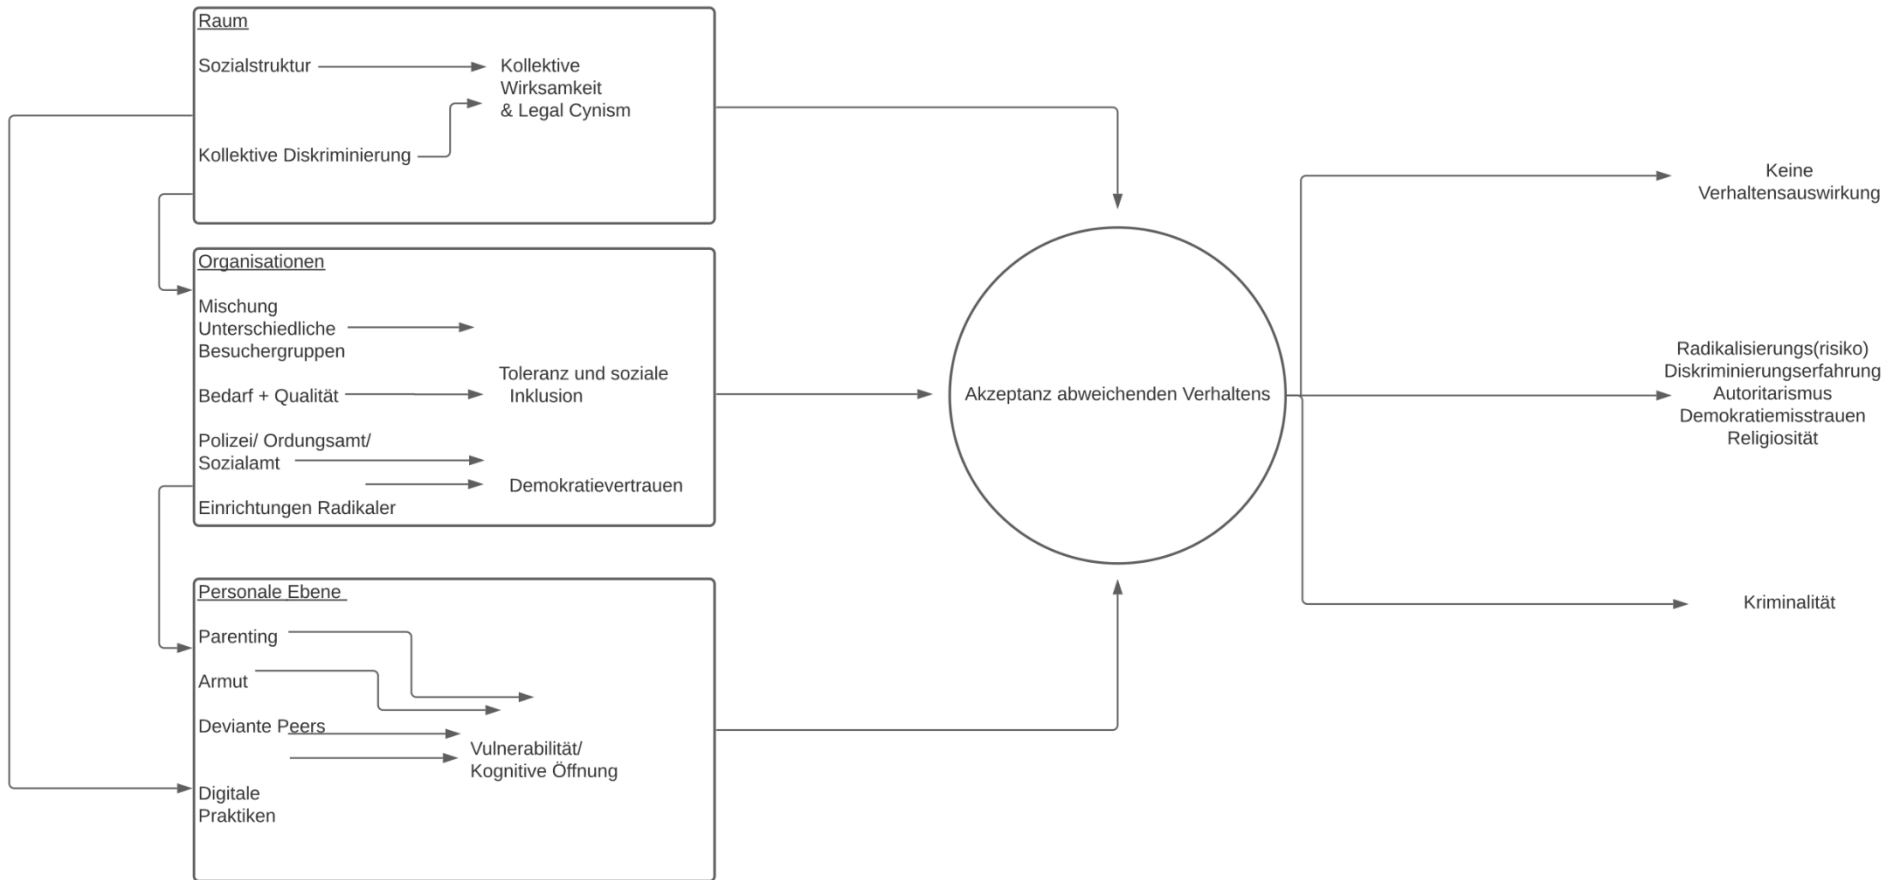 Raum
Sozialstruktur
Kollektive
Wirksamkeit
& Legal Cynism
Kollektive Diskriminierung
Organisationen
Mischung
Unterschiedliche
Besuchergruppen
Bedarf + Qualität
Toleranz und soziale
Inklusion
Polizei/ Ordungsamt/
Sozialamt
Demokratievertrauen
Einrichtungen Radikaler
Personale Ebene
Parenting
Armut
Deviante Peers
Vulnerabilität/
Kognitive Öffnung
Digitale
Praktiken
Akzeptanz abweichenden Verhaltens
Keine
Verhaltensauswirkung
Radikalisierungs(risiko)
Diskriminierungserfahrung
Autoritarismus
Demokratiemisstrauen
Religiosität
Kriminalität